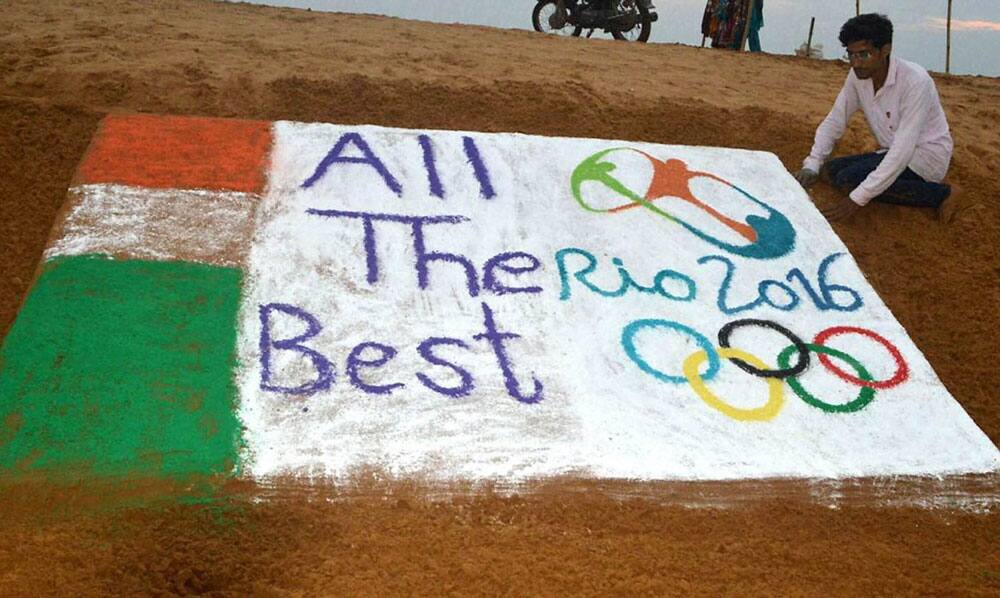 All
The
Best
Rio2016